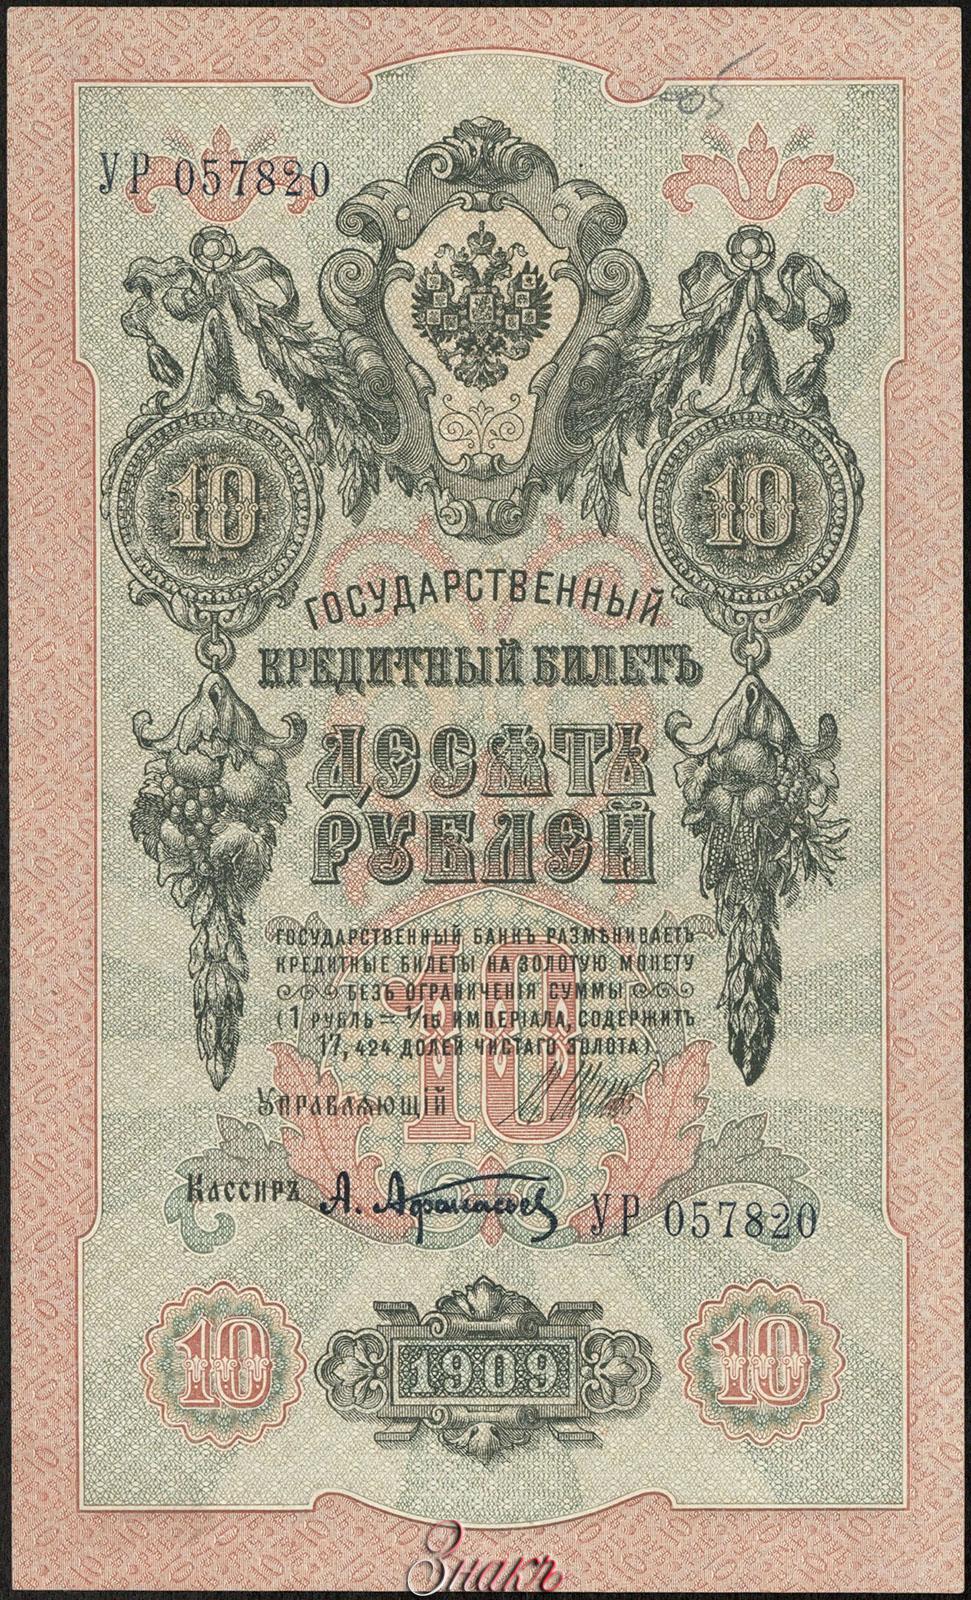 УР 057820
10 10
ГОСУДАРСТВЕННЫЙ
КРЕДИТНЫЙ БИЛЕТЪ
ДЕСЯТЬ
РУБЛЕЙ
ГОСУДАРСТВЕННЫЙ БАНКЪ РАЗМѢНИВАЕТЪ
КРЕДИТНЫЕ БИЛЕТЫ НА ЗОЛОТУЮ МОНЕТУ
БЕЗЪ ОГРАНИЧЕНІЯ СУММЫ
(1 РУБЛЬ = 1/15 ИМПЕРІАЛА, СОДЕРЖИТЪ
17,424 ДОЛЕЙ ЧИСТАГО ЗОЛОТА)
10
Управляющій
Кассиръ А. Афанасьев
УР 057820
10 1909 10
Знакъ